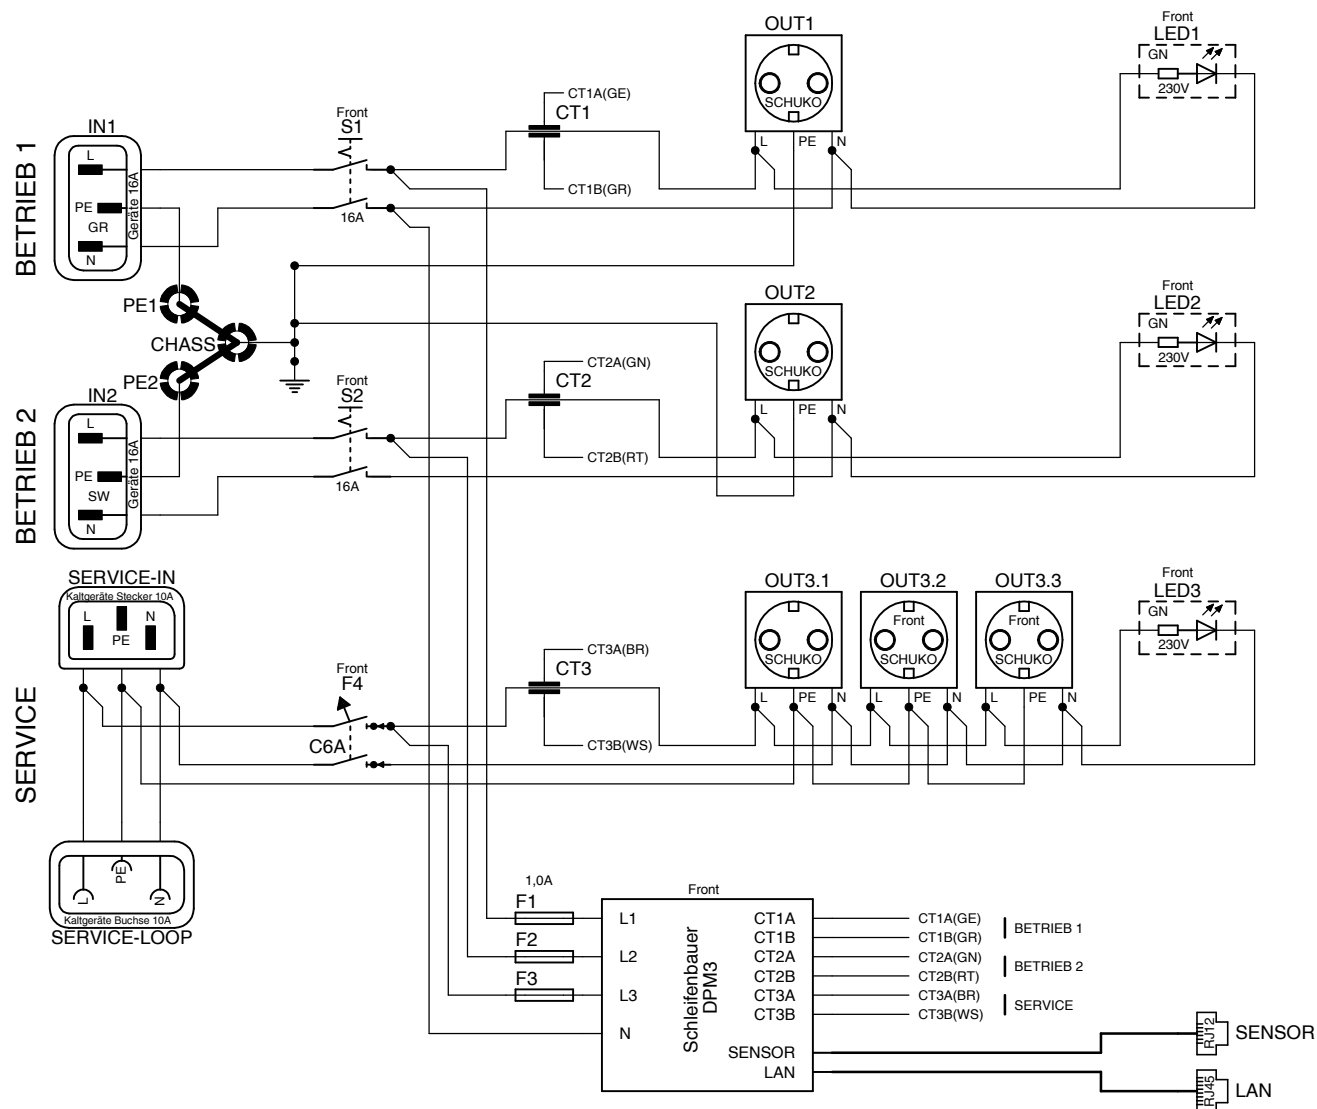 OUT1
Front
LED1
GN
230V
SCHUKO
L
PE
N
CT1A(GE)
CT1
CT1B(GR)
Front
S1
16A
BETRIEB 1
IN1
L
PE
GR
N
Geräte 16A
PE1
CHASS
PE2
OUT2
Front
LED2
GN
230V
SCHUKO
L
PE
N
CT2A(GN)
CT2
CT2B(RT)
Front
S2
16A
BETRIEB 2
IN2
L
PE
SW
N
Geräte 16A
SERVICE
SERVICE-IN
Kaltgeräte Stecker 10A
L
N
PE
Front
F4
C6A
CT3A(BR)
CT3
CT3B(WS)
OUT3.1
SCHUKO
L
PE
N
OUT3.2
Front
SCHUKO
L
PE
N
OUT3.3
Front
SCHUKO
L
PE
N
Front
LED3
GN
230V
L
PE
N
Kaltgeräte Buchse 10A
SERVICE-LOOP
1,0A
F1
F2
F3
Front
L1
L2
L3
N
Schleifenbauer
DPM3
CT1A
CT1B
CT2A
CT2B
CT3A
CT3B
SENSOR
LAN
CT1A(GE)
CT1B(GR)
CT2A(GN)
CT2B(RT)
CT3A(BR)
CT3B(WS)
BETRIEB 1
BETRIEB 2
SERVICE
RJ12
SENSOR
RJ45
LAN